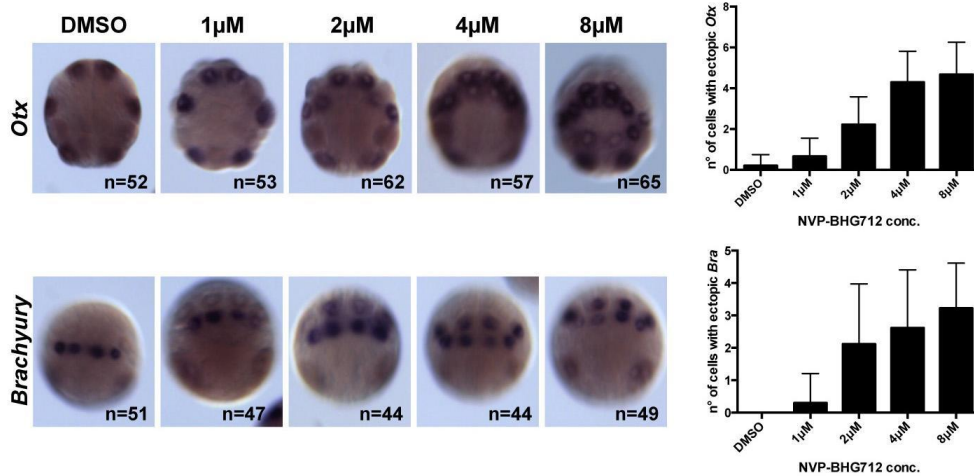 DMSO 1µM 2µM 4µM 8µM
Otx
n=52 n=53 n=62 n=57 n=65
n° of cells with ectopic Otx
8
6
4
2
0
DMSO 1µM 2µM 4µM 8µM
NVP-BHG712 conc.
Brachyury
n=51 n=47 n=44 n=44 n=49
n° of cells with ectopic Bra
5
4
3
2
1
0
DMSO 1µM 2µM 4µM 8µM
NVP-BHG712 conc.